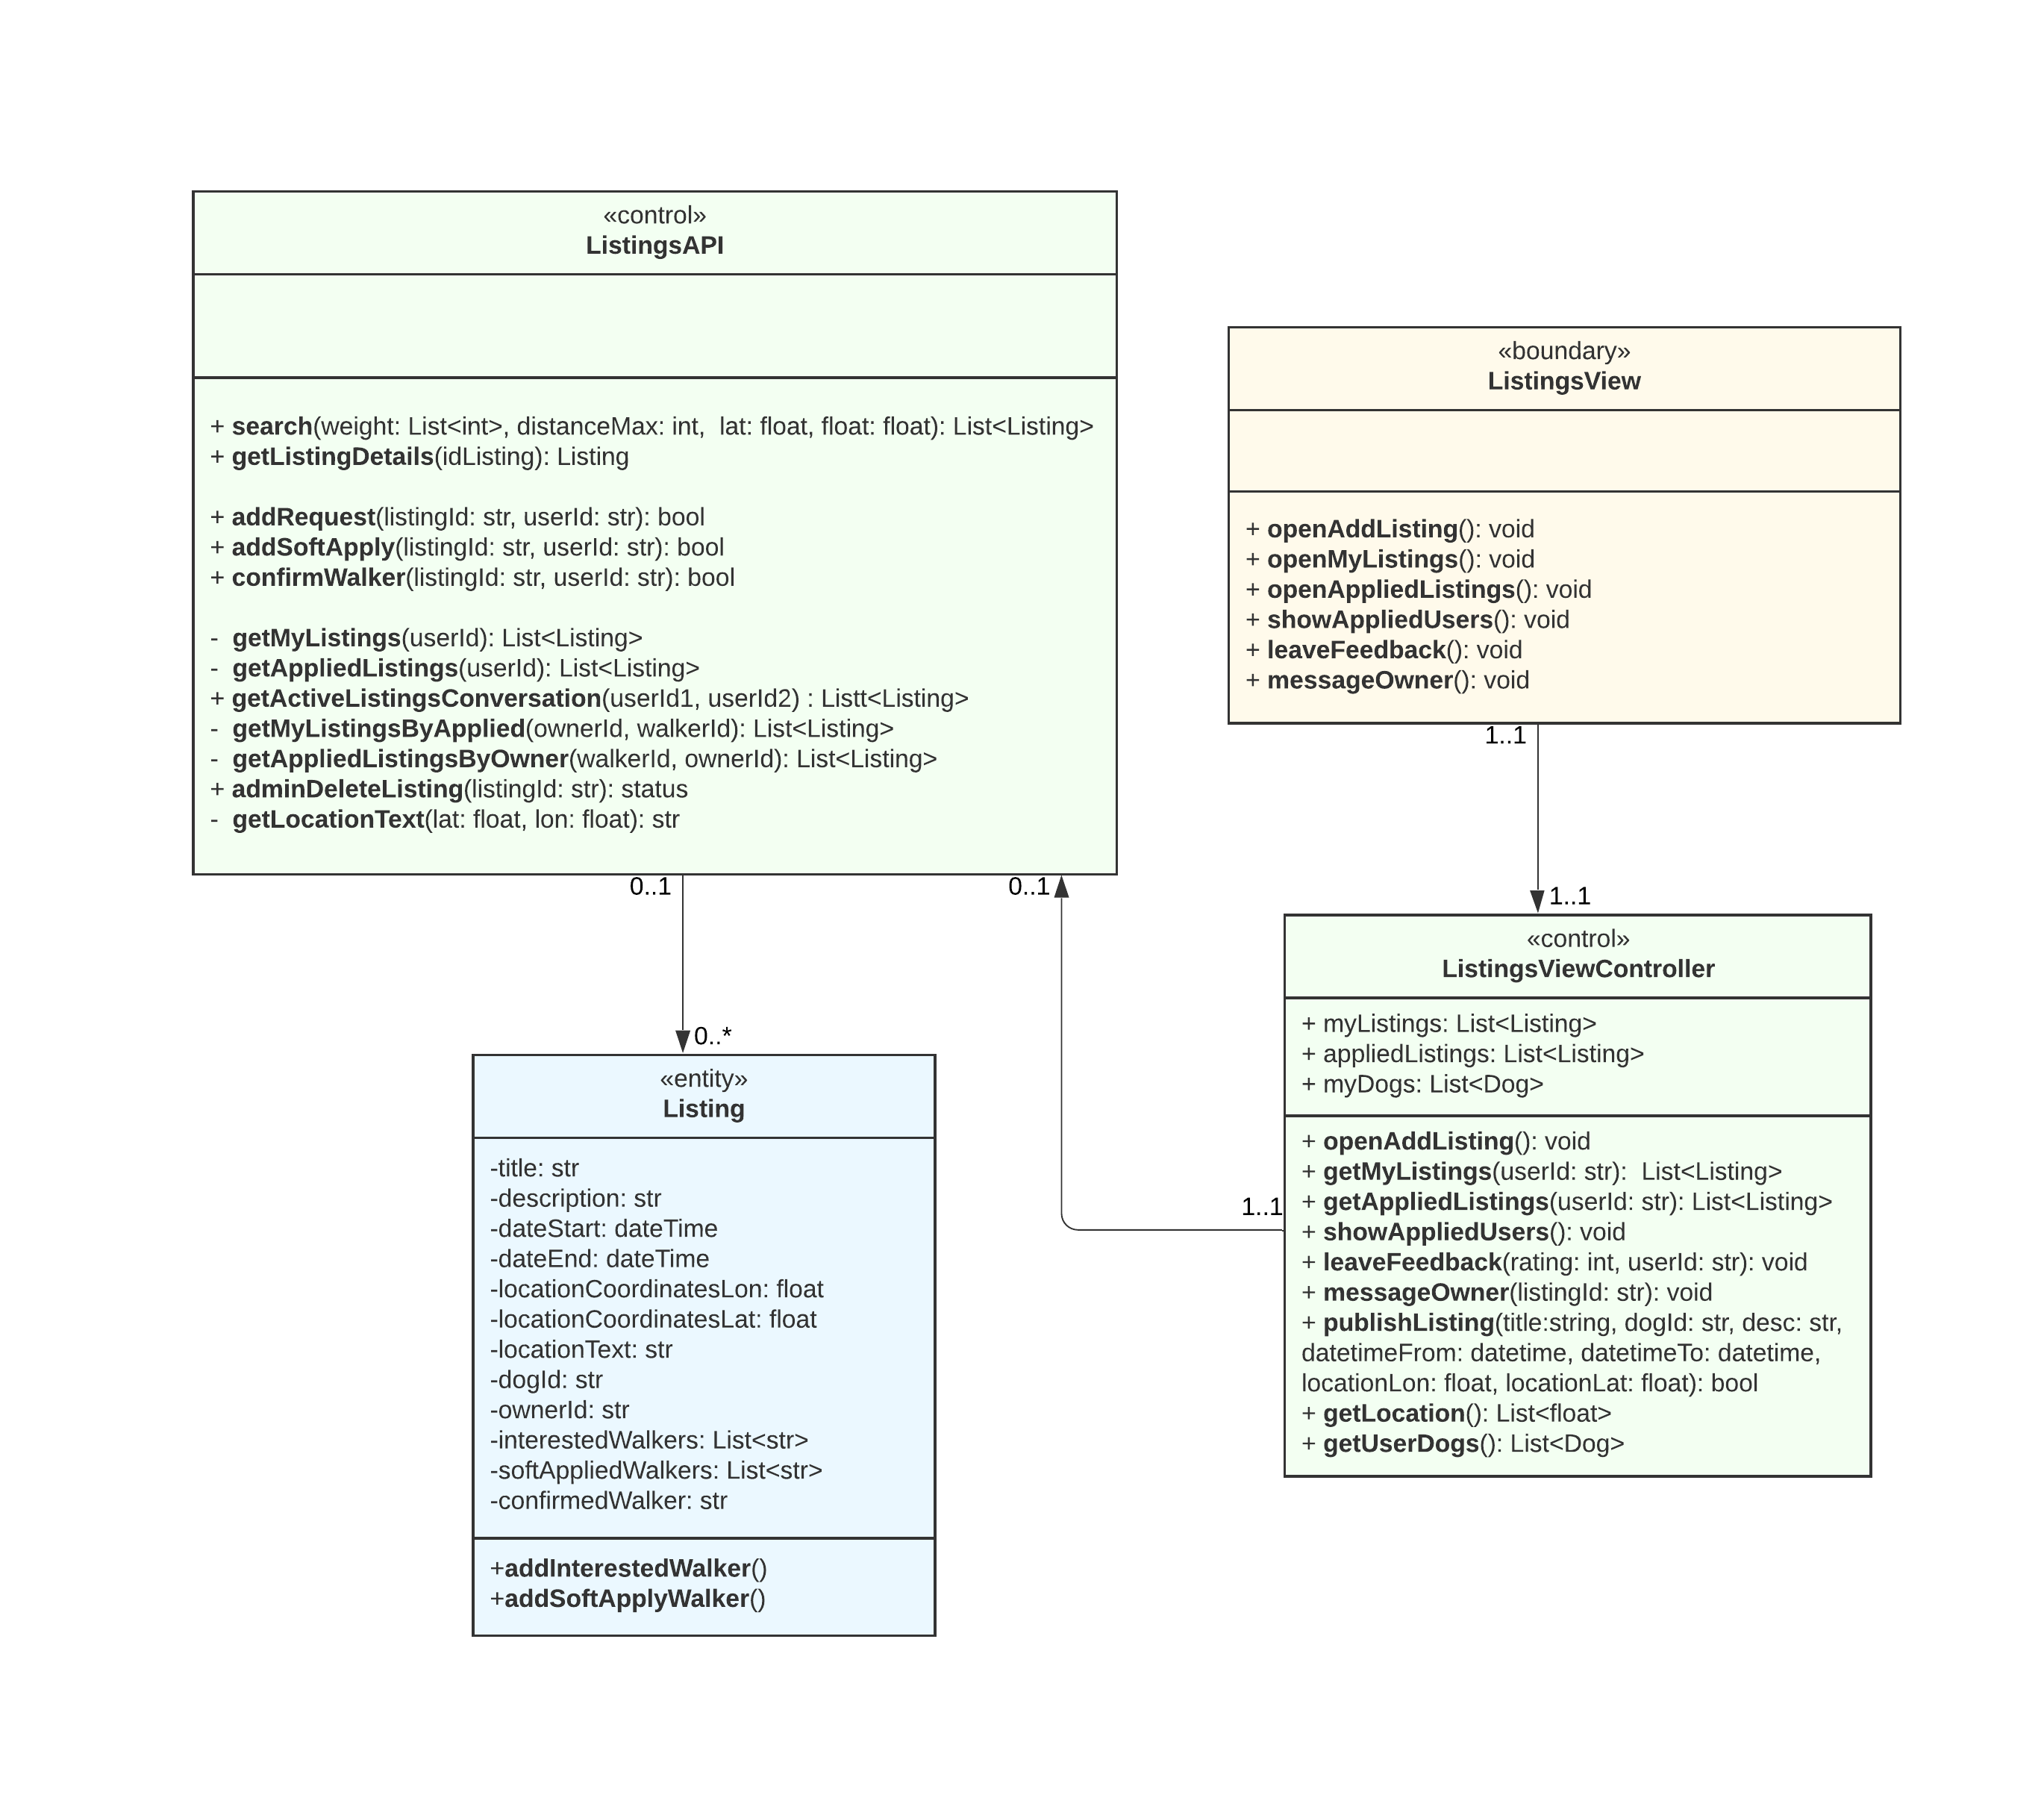 «control»
ListingsAPI
+ search(weight: List<int>, distanceMax: int,  lat: float, float: float): List<Listing>
+ getListingDetails(idListing): Listing
+ addRequest(listingId: str, userId: str): bool
+ addSoftApply(listingId: str, userId: str): bool
+ confirmWalker(listingId: str, userId: str): bool
-  getMyListings(userId): List<Listing>
-  getAppliedListings(userId): List<Listing>
+ getActiveListingsConversation(userId1, userId2) : Listt<Listing>
-  getMyListingsByApplied(ownerId, walkerId): List<Listing>
-  getAppliedListingsByOwner(walkerId, ownerId): List<Listing>
+ adminDeleteListing(listingId: str): status
-  getLocationText(lat: float, lon: float): str
0..1
0..1
«boundary»
ListingsView
+ openAddListing(): void
+ openMyListings(): void
+ openAppliedListings(): void
+ showAppliedUsers(): void
+ leaveFeedback(): void
+ messageOwner(): void
1..1
1..1
0..*
«entity»
Listing
-title: str
-description: str
-dateStart: dateTime
-dateEnd: dateTime
-locationCoordinatesLon: float
-locationCoordinatesLat: float
-locationText: str
-dogId: str
-ownerId: str
-interestedWalkers: List<str>
-softAppliedWalkers: List<str>
-confirmedWalker: str
+addInterestedWalker()
+addSoftApplyWalker()
1..1
«control»
ListingsViewController
+ myListings: List<Listing>
+ appliedListings: List<Listing>
+ myDogs: List<Dog>
+ openAddListing(): void
+ getMyListings(userId: str):  List<Listing>
+ getAppliedListings(userId: str): List<Listing>
+ showAppliedUsers(): void
+ leaveFeedback(rating: int, userId: str): void
+ messageOwner(listingId: str): void
+ publishListing(title:string, dogId: str, desc: str,
datetimeFrom: datetime, datetimeTo: datetime,
locationLon: float, locationLat: float): bool
+ getLocation(): List<float>
+ getUserDogs(): List<Dog>